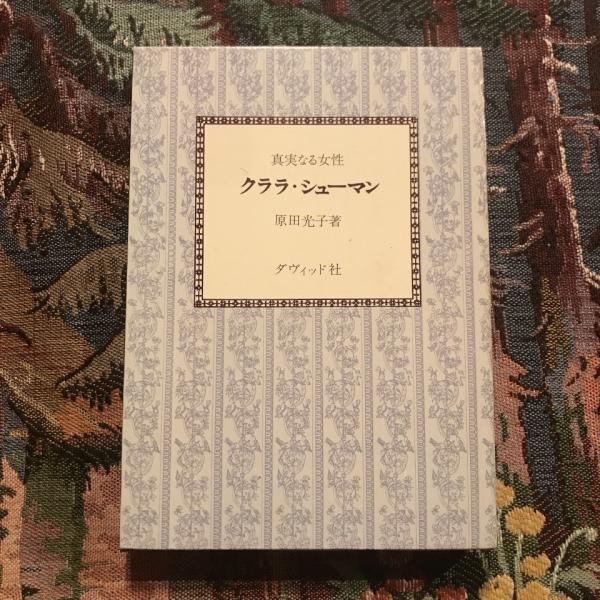 真実なる女性
クララ・シューマン
原田光子著
ダヴィッド社